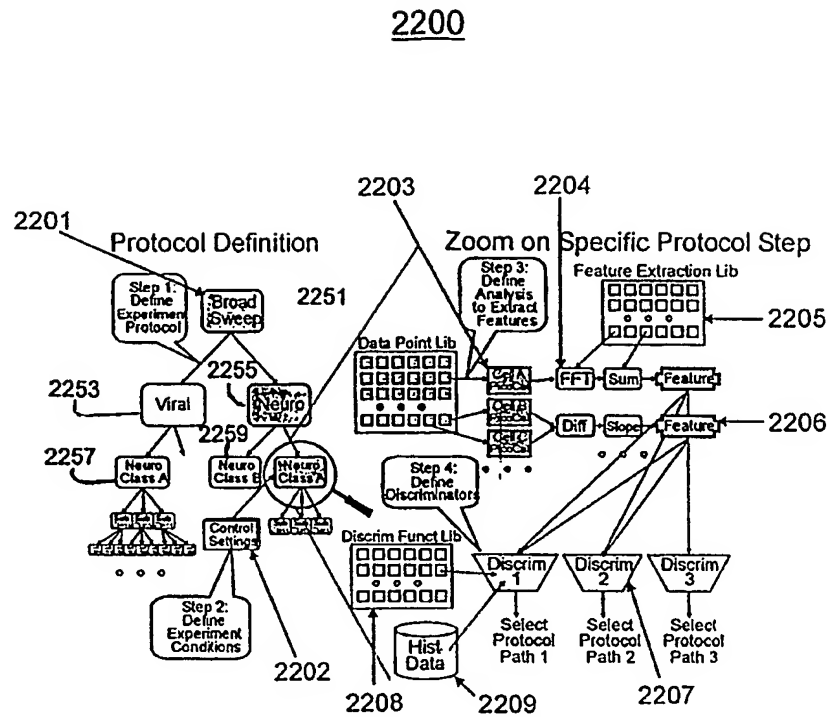 2200
2203
2204
2201
Protocol Definition
Zoom on Specific Protocol Step
Step 1:
Define
Experiment
Protocol
Broad
Sweep
2251
Step 3:
Define
Analysis
to Extract
Features
Feature Extraction Lib
2205
2255
Data Point Lib
2253
Viral
Neuro
Cell A
FFT
Sum
Feature
2259
Cell B
2206
Diff
Slope
Feature
2257
Cell C
Neuro
Class A
Neuro
Class B
Neuro
Class A
Step 4:
Define
Discriminators
Control
Settings
Discrim Funct Lib
Discrim
1
Discrim
2
Discrim
3
Step 2:
Define
Experiment
Conditions
Select
Protocol
Path 1
Select
Protocol
Path 2
Select
Protocol
Path 3
Hist
Data
2202
2208
2209
2207